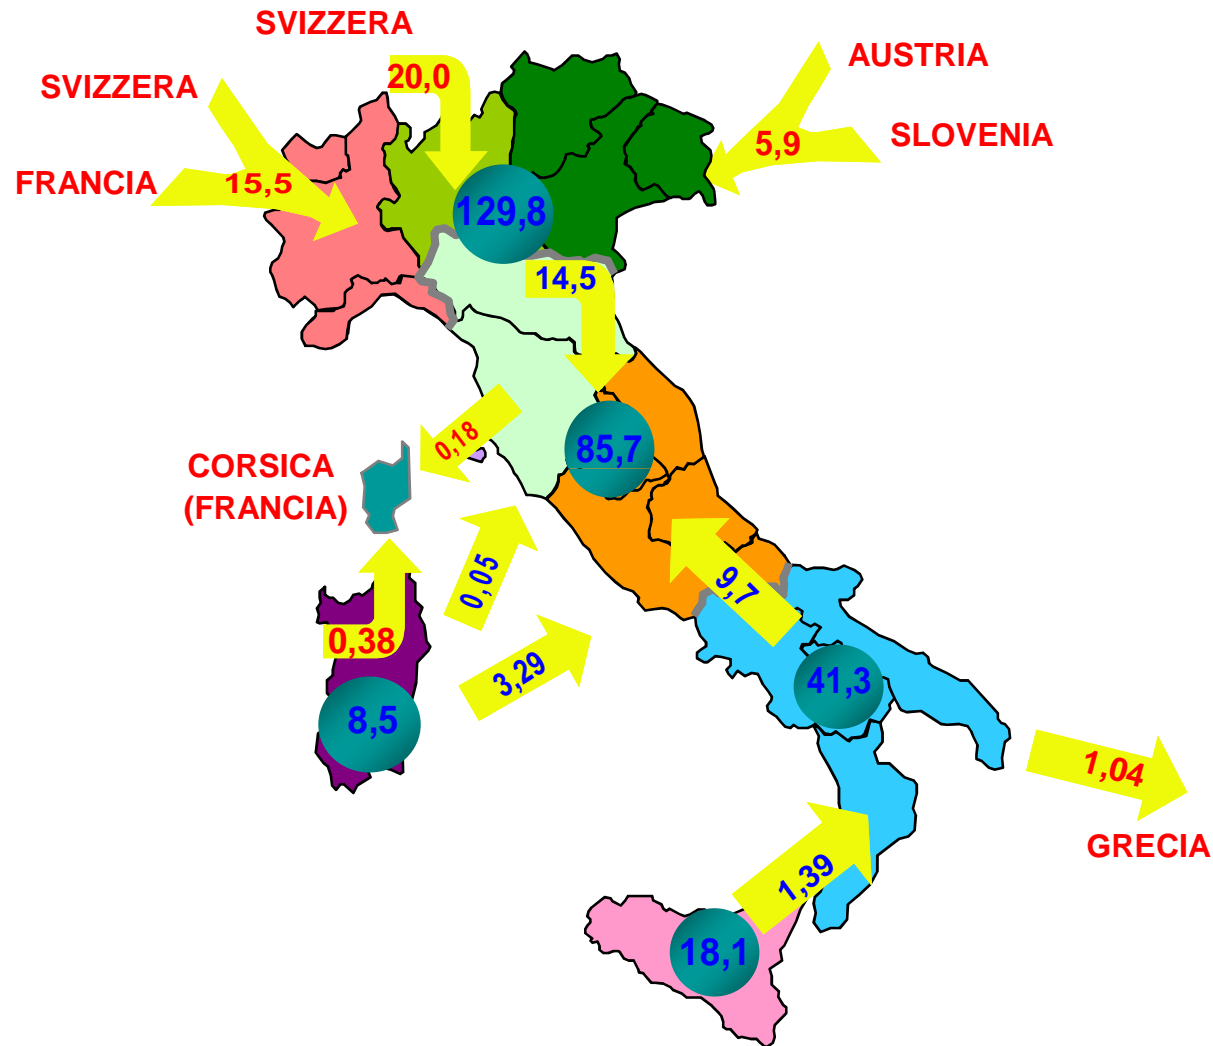 SVIZZERA
AUSTRIA
20,0
SVIZZERA
SLOVENIA
5,9
FRANCIA
15,5
129,8
14,5
0,18
85,7
CORSICA
(FRANCIA)
0,05
9,7
0,38
3,29
41,3
8,5
1,04
GRECIA
1,39
18,1